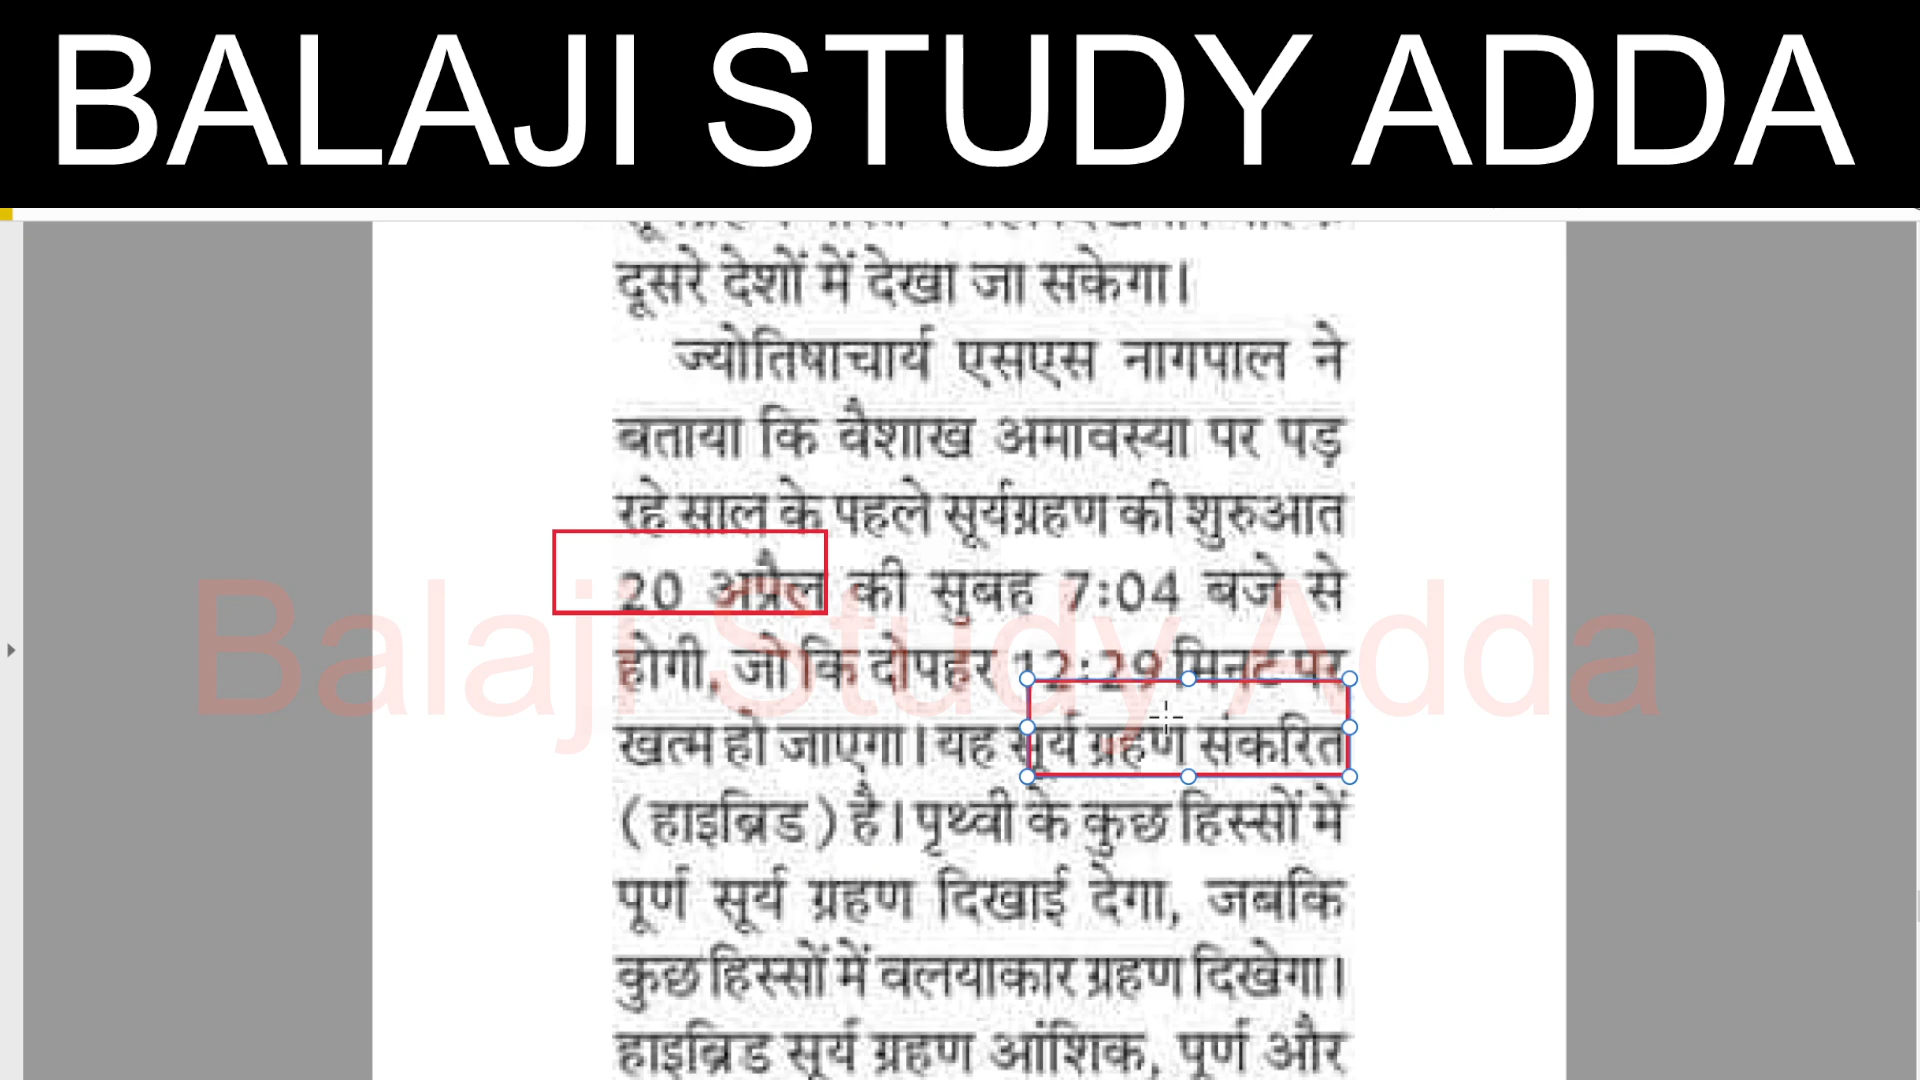 BALAJI STUDY ADDA
दूसरे देशों में देखा जा सकेगा।
ज्योतिषाचार्य एसएस नागपाल ने
बताया कि वैशाख अमावस्या पर पड़
रहे साल के पहले सूर्यग्रहण की शुरुआत
20 अप्रैल की सुबह 7:04 बजे से
होगी, जो कि दोपहर 12:29 मिनट पर
खत्म हो जाएगा। यह सूर्य ग्रहण संकरित
(हाइब्रिड) है। पृथ्वी के कुछ हिस्सों में
पूर्ण सूर्य ग्रहण दिखाई देगा, जबकि
कुछ हिस्सों में वलयाकार ग्रहण दिखेगा।
हाइब्रिड सूर्य ग्रहण आंशिक, पूर्ण और
Balaji Study Adda